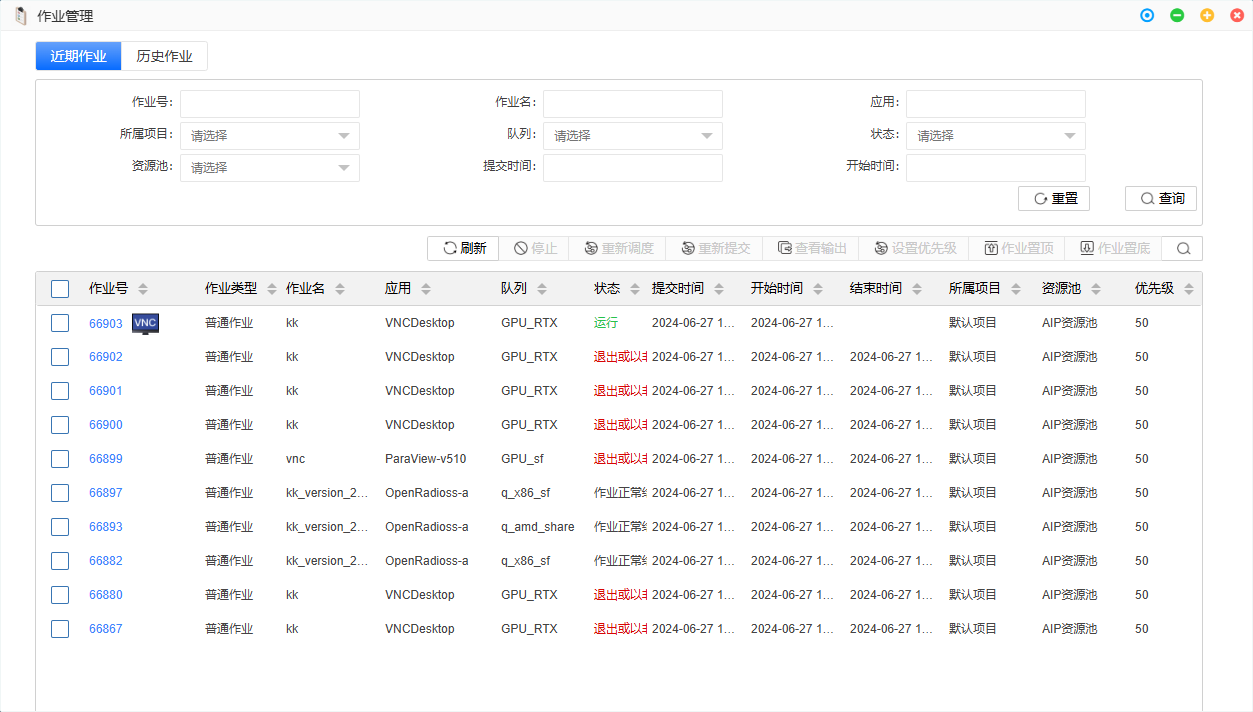 作业管理
近期作业 历史作业
作业号: 作业名: 应用:
所属项目: 请选择 队列: 请选择 状态: 请选择
资源池: 请选择 提交时间: 开始时间:
重置 查询
刷新 停止 重新调度 重新提交 查看输出 设置优先级 作业置顶 作业置底
作业号 作业类型 作业名 应用 队列 状态 提交时间 开始时间 结束时间 所属项目 资源池 优先级
66903 VNC 普通作业 kk VNCDesktop GPU_RTX 运行 2024-06-27 1... 2024-06-27 1... 默认项目 AIP资源池 50
66902 普通作业 kk VNCDesktop GPU_RTX 退出或以 2024-06-27 1... 2024-06-27 1... 2024-06-27 1... 默认项目 AIP资源池 50
66901 普通作业 kk VNCDesktop GPU_RTX 退出或以 2024-06-27 1... 2024-06-27 1... 2024-06-27 1... 默认项目 AIP资源池 50
66900 普通作业 kk VNCDesktop GPU_RTX 退出或以 2024-06-27 1... 2024-06-27 1... 2024-06-27 1... 默认项目 AIP资源池 50
66899 普通作业 vnc ParaView-v510 GPU_sf 退出或以 2024-06-27 1... 2024-06-27 1... 2024-06-27 1... 默认项目 AIP资源池 50
66897 普通作业 kk_version_2... OpenRadioss-a q_x86_sf 作业正常 2024-06-27 1... 2024-06-27 1... 2024-06-27 1... 默认项目 AIP资源池 50
66893 普通作业 kk_version_2... OpenRadioss-a q_amd_share 作业正常 2024-06-27 1... 2024-06-27 1... 2024-06-27 1... 默认项目 AIP资源池 50
66882 普通作业 kk_version_2... OpenRadioss-a q_x86_sf 作业正常 2024-06-27 1... 2024-06-27 1... 2024-06-27 1... 默认项目 AIP资源池 50
66880 普通作业 kk VNCDesktop GPU_RTX 退出或以 2024-06-27 1... 2024-06-27 1... 2024-06-27 1... 默认项目 AIP资源池 50
66867 普通作业 kk VNCDesktop GPU_RTX 退出或以 2024-06-27 1... 2024-06-27 1... 2024-06-27 1... 默认项目 AIP资源池 50